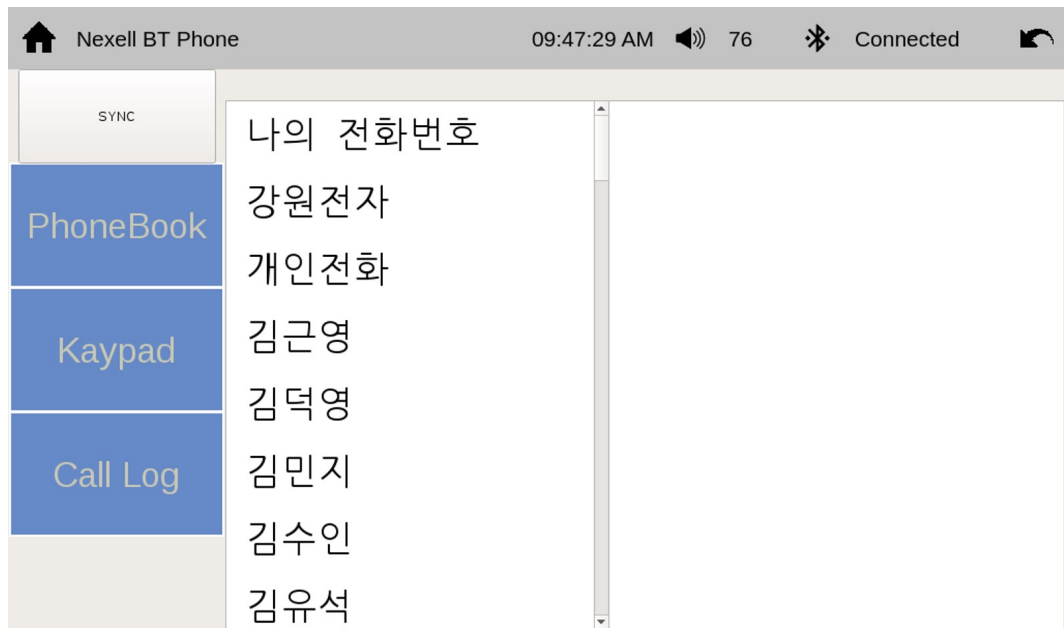 Nexell BT Phone 09:47:29 AM 76 Connected
SYNC
PhoneBook
Kaypad
Call Log
나의 전화번호
강원전자
개인전화
김근영
김덕영
김민지
김수인
김유석